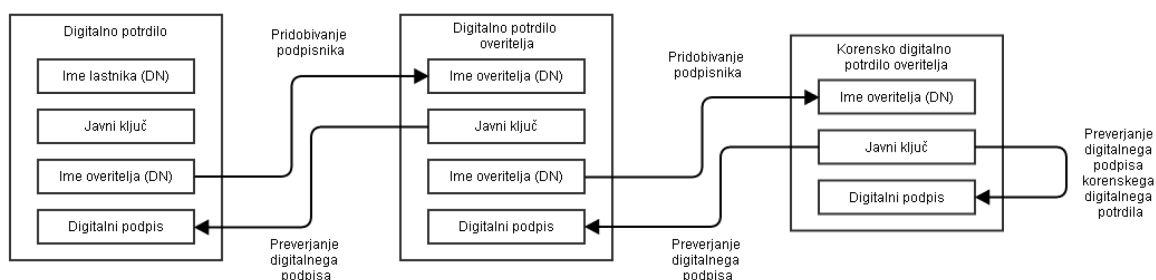 Digitalno potrdilo
Ime lastnika (DN)
Javni ključ
Ime overitelja (DN)
Digitalni podpis
Pridobivanje
podpisnika
Preverjanje
digitalnega
podpisa
Digitalno potrdilo
overitelja
Ime overitelja (DN)
Javni ključ
Ime overitelja (DN)
Digitalni podpis
Pridobivanje
podpisnika
Preverjanje
digitalnega
podpisa
Korensko digitalno
potrdilo overitelja
Ime overitelja (DN)
Javni ključ
Digitalni podpis
Preverjanje
digitalnega
podpisa
korenskega
digitalnega
potrdila